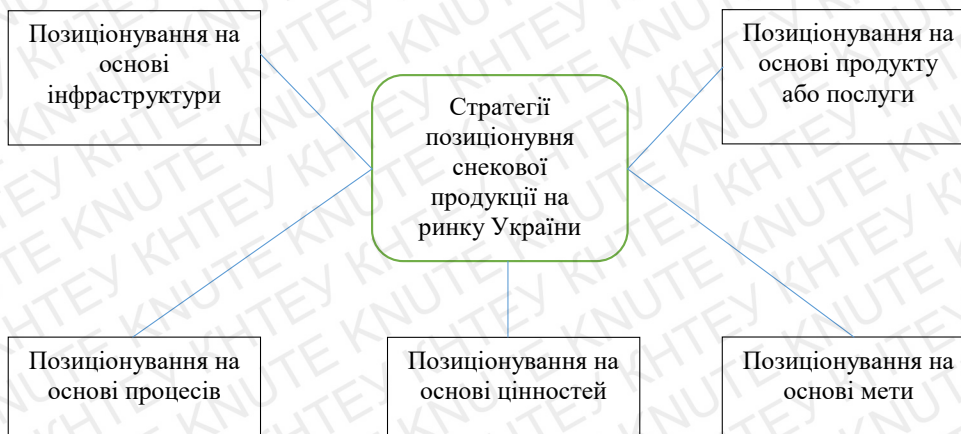 Позиціонування на
основі
інфраструктури
Позиціонування на
основі продукту
або послуги
Стратегії
позиціонувня
снекової
продукції на
ринку України
Позиціонування на
основі процесів
Позиціонування на
основі цінностей
Позиціонування на
основі мети